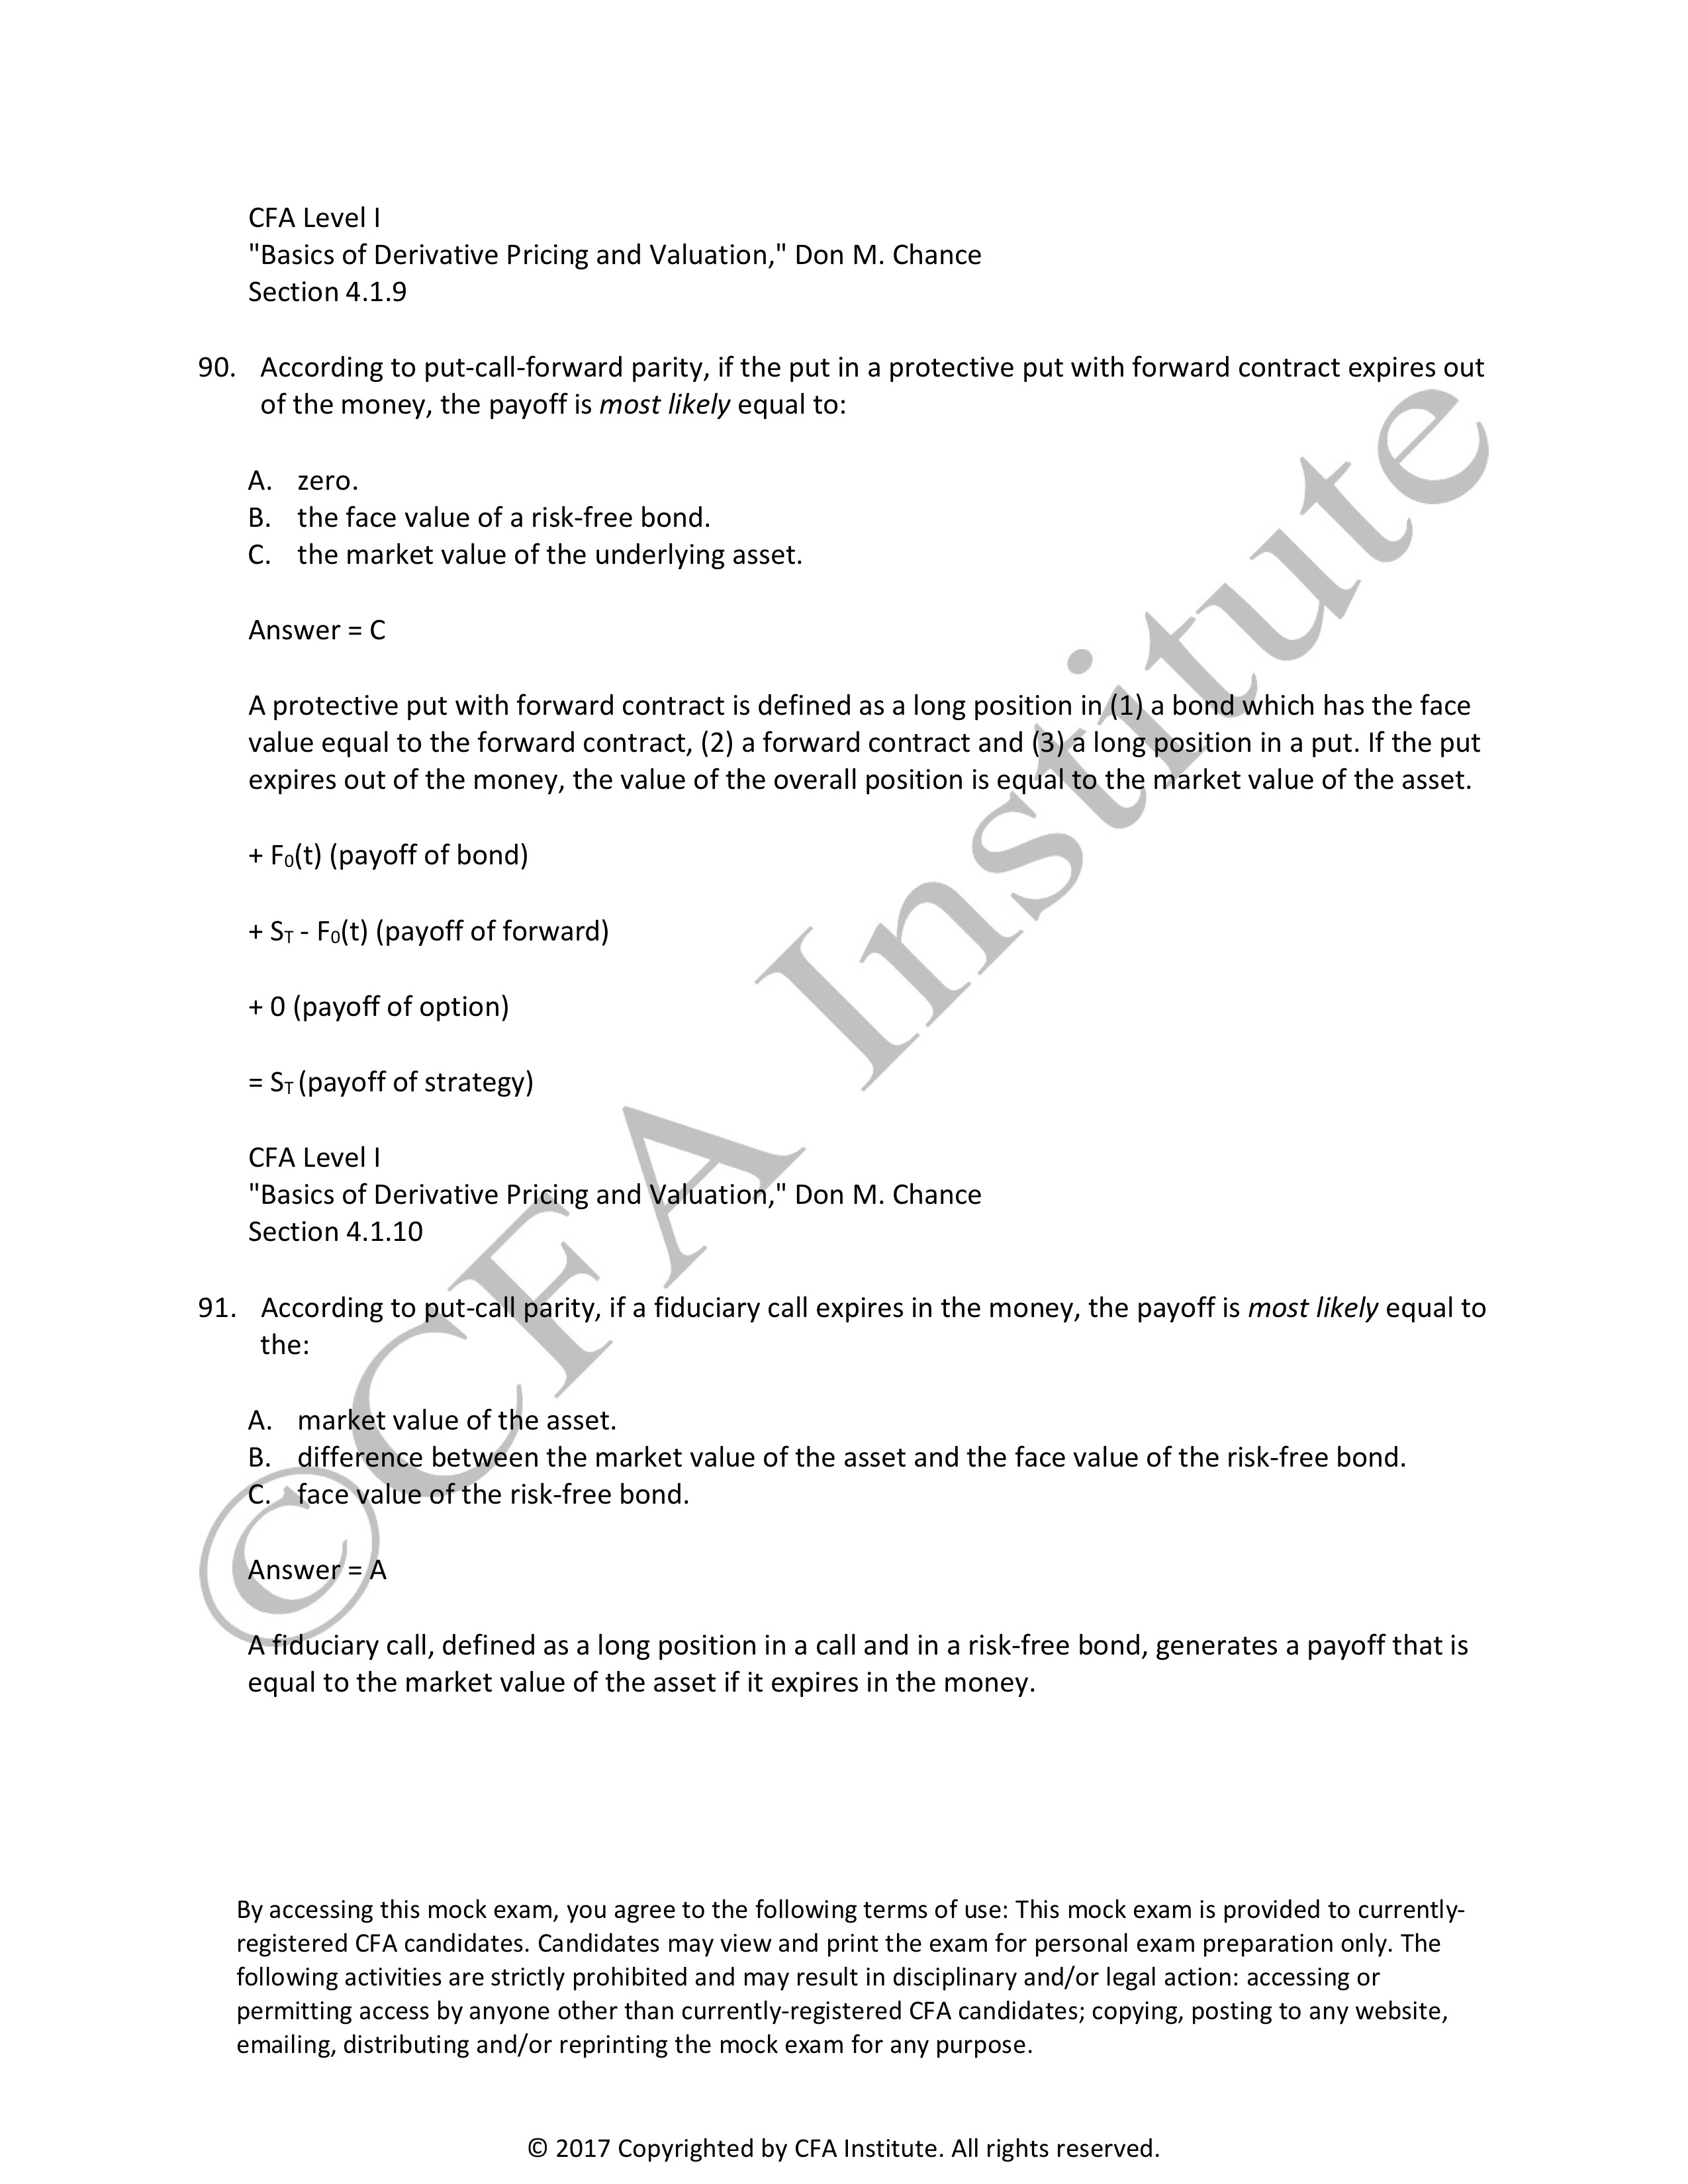 CFA Level I
"Basics of Derivative Pricing and Valuation," Don M. Chance
Section 4.1.9
90. According to put-call-forward parity, if the put in a protective put with forward contract expires out
of the money, the payoff is most likely equal to:
A. zero.
B. the face value of a risk-free bond.
C. the market value of the underlying asset.
Answer = C
A protective put with forward contract is defined as a long position in (1) a bond which has the face
value equal to the forward contract, (2) a forward contract and (3) a long position in a put. If the put
expires out of the money, the value of the overall position is equal to the market value of the asset.
+ F₀(t) (payoff of bond)
+ S_T - F₀(t) (payoff of forward)
+ 0 (payoff of option)
= S_T (payoff of strategy)
CFA Level I
"Basics of Derivative Pricing and Valuation," Don M. Chance
Section 4.1.10
91. According to put-call parity, if a fiduciary call expires in the money, the payoff is most likely equal to
the:
A. market value of the asset.
B. difference between the market value of the asset and the face value of the risk-free bond.
C. face value of the risk-free bond.
Answer = A
A fiduciary call, defined as a long position in a call and in a risk-free bond, generates a payoff that is
equal to the market value of the asset if it expires in the money.
By accessing this mock exam, you agree to the following terms of use: This mock exam is provided to currently-
registered CFA candidates. Candidates may view and print the exam for personal exam preparation only. The
following activities are strictly prohibited and may result in disciplinary and/or legal action: accessing or
permitting access by anyone other than currently-registered CFA candidates; copying, posting to any website,
emailing, distributing and/or reprinting the mock exam for any purpose.
© 2017 Copyrighted by CFA Institute. All rights reserved.
© CFA Institute